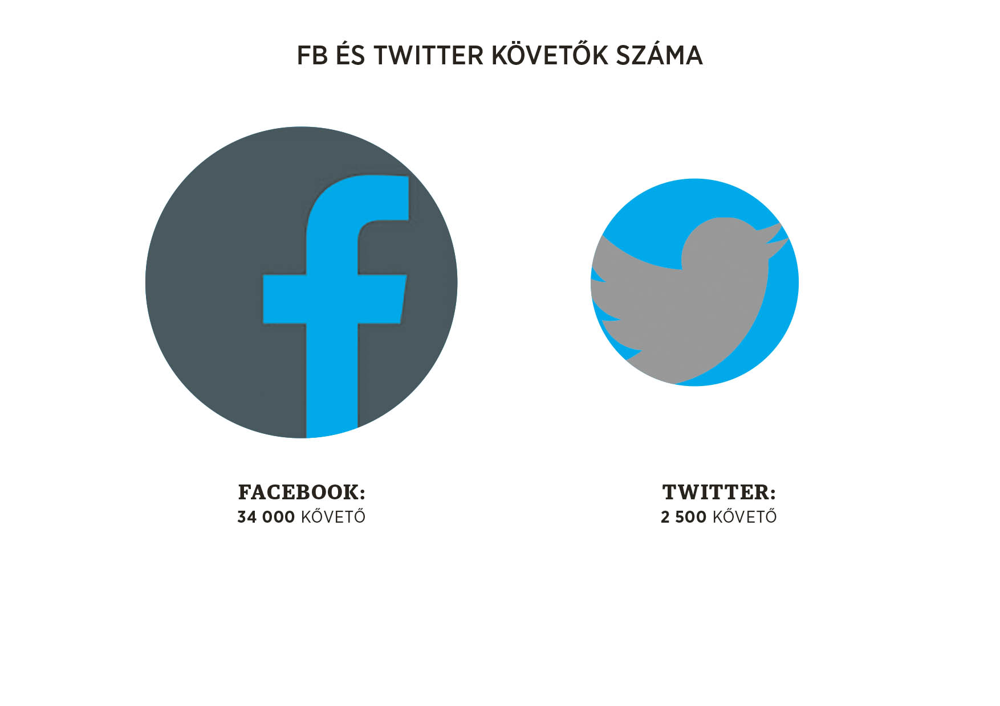 FB ÉS TWITTER KÖVETŐK SZÁMA
FACEBOOK:
34 000 KŐVETŐ
TWITTER:
2 500 KŐVETŐ